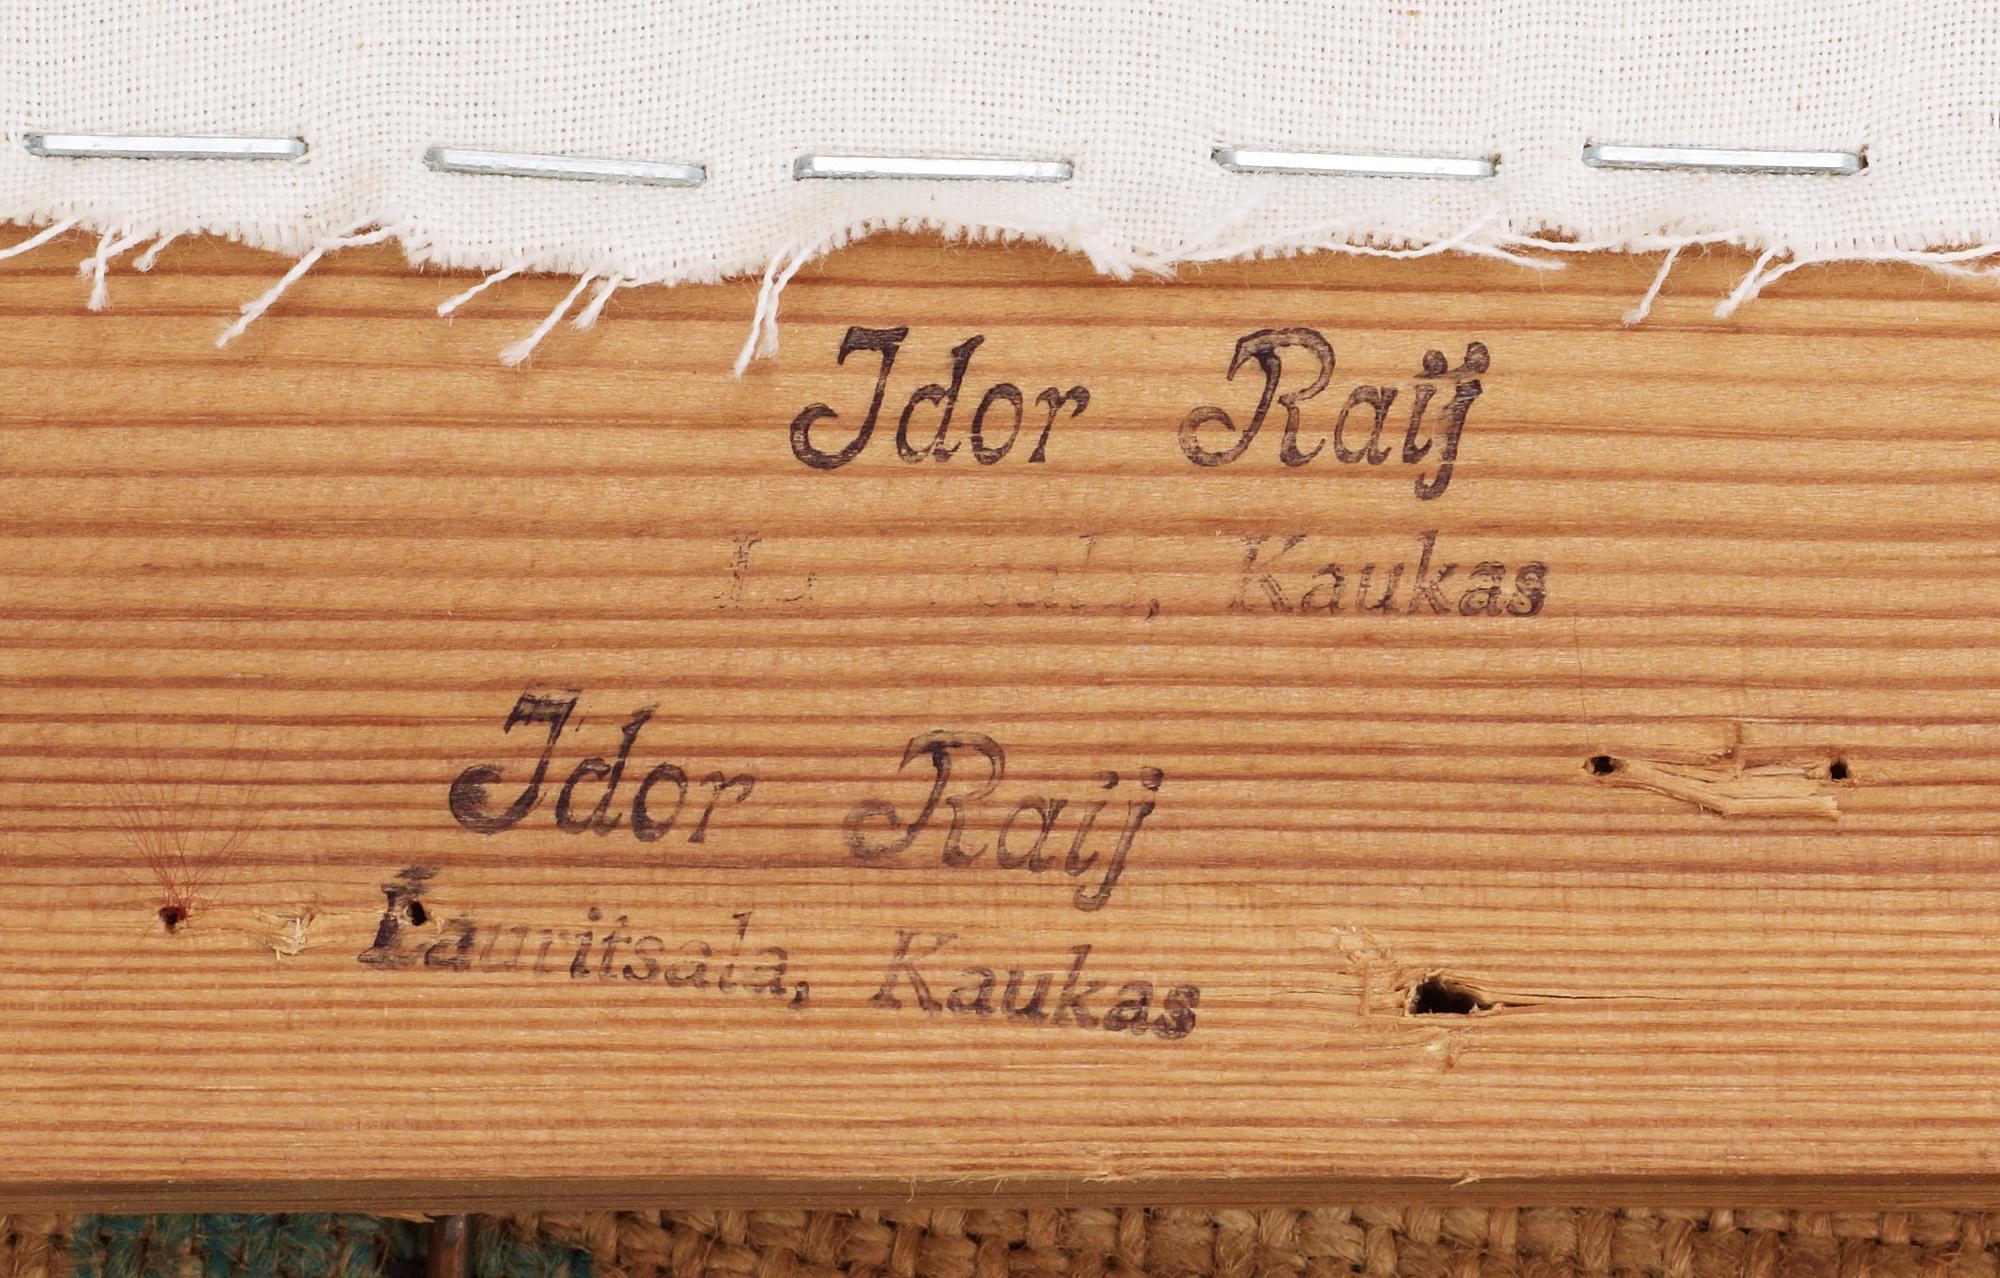 Idor Raij
Kaukas
Idor Raij
Lauritsala, Kaukas